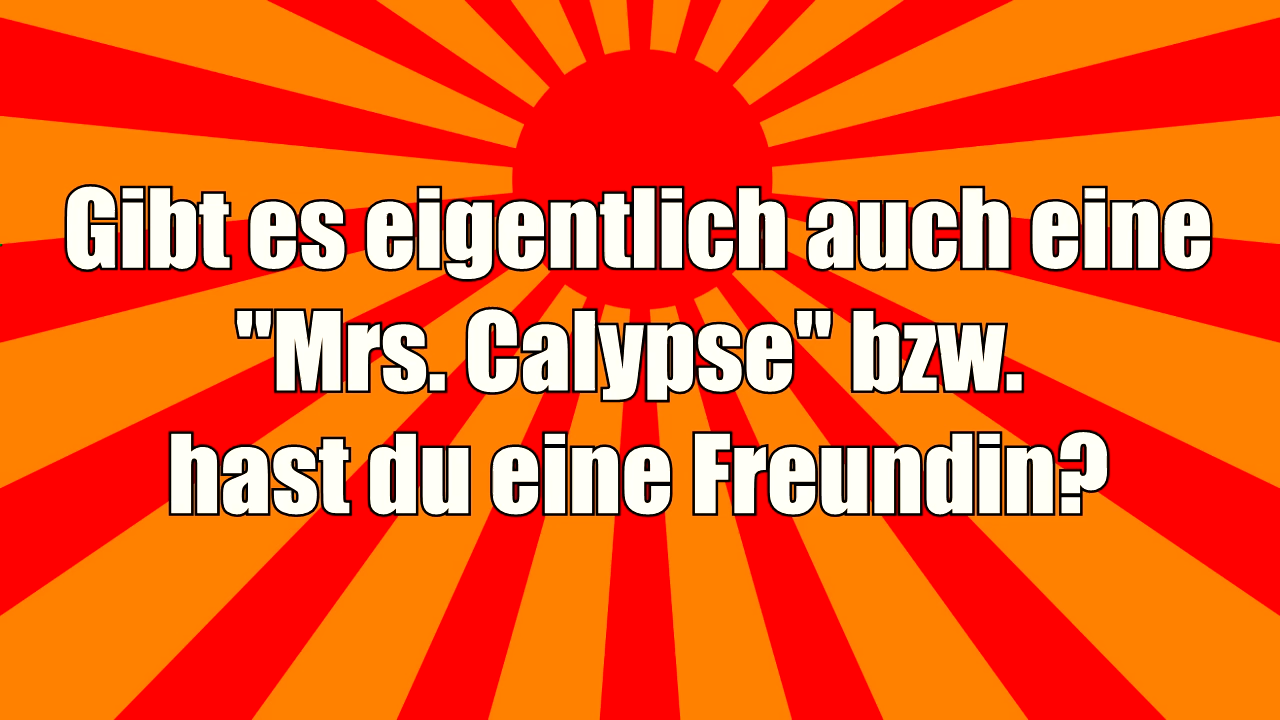 Gibt es eigentlich auch eine
"Mrs. Calypse" bzw.
hast du eine Freundin?